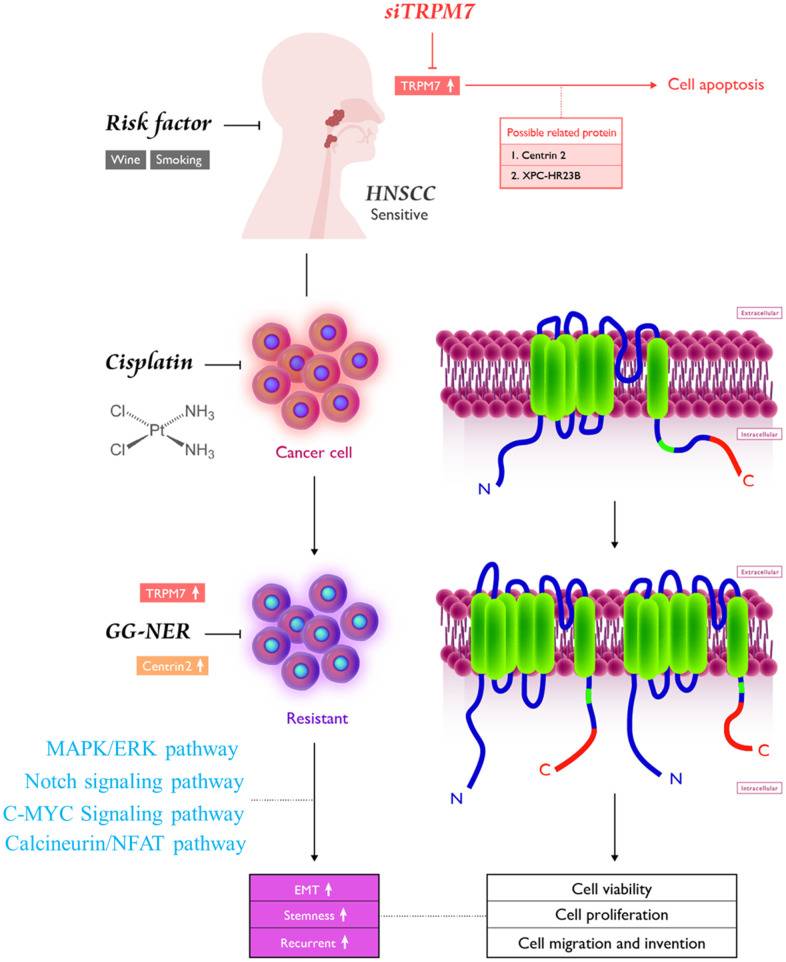 siTRPM7
TRPM7 ↑
Cell apoptosis
Possible related protein
1. Centrin 2
2. XPC-HR23B
Risk factor
Wine Smoking
HNSCC
Sensitive
Cisplatin
Cl NH3
Pt
Cl NH3
Cancer cell
Extracellular
Intracellular
N
C
TRPM7 ↑
GG-NER
Centrin2 ↑
Resistant
Extracellular
C
C
N
N
Intracellular
MAPK/ERK pathway
Notch signaling pathway
C-MYC Signaling pathway
Calcineurin/NFAT pathway
EMT ↑
Stemness ↑
Recurrent ↑
Cell viability
Cell proliferation
Cell migration and invention